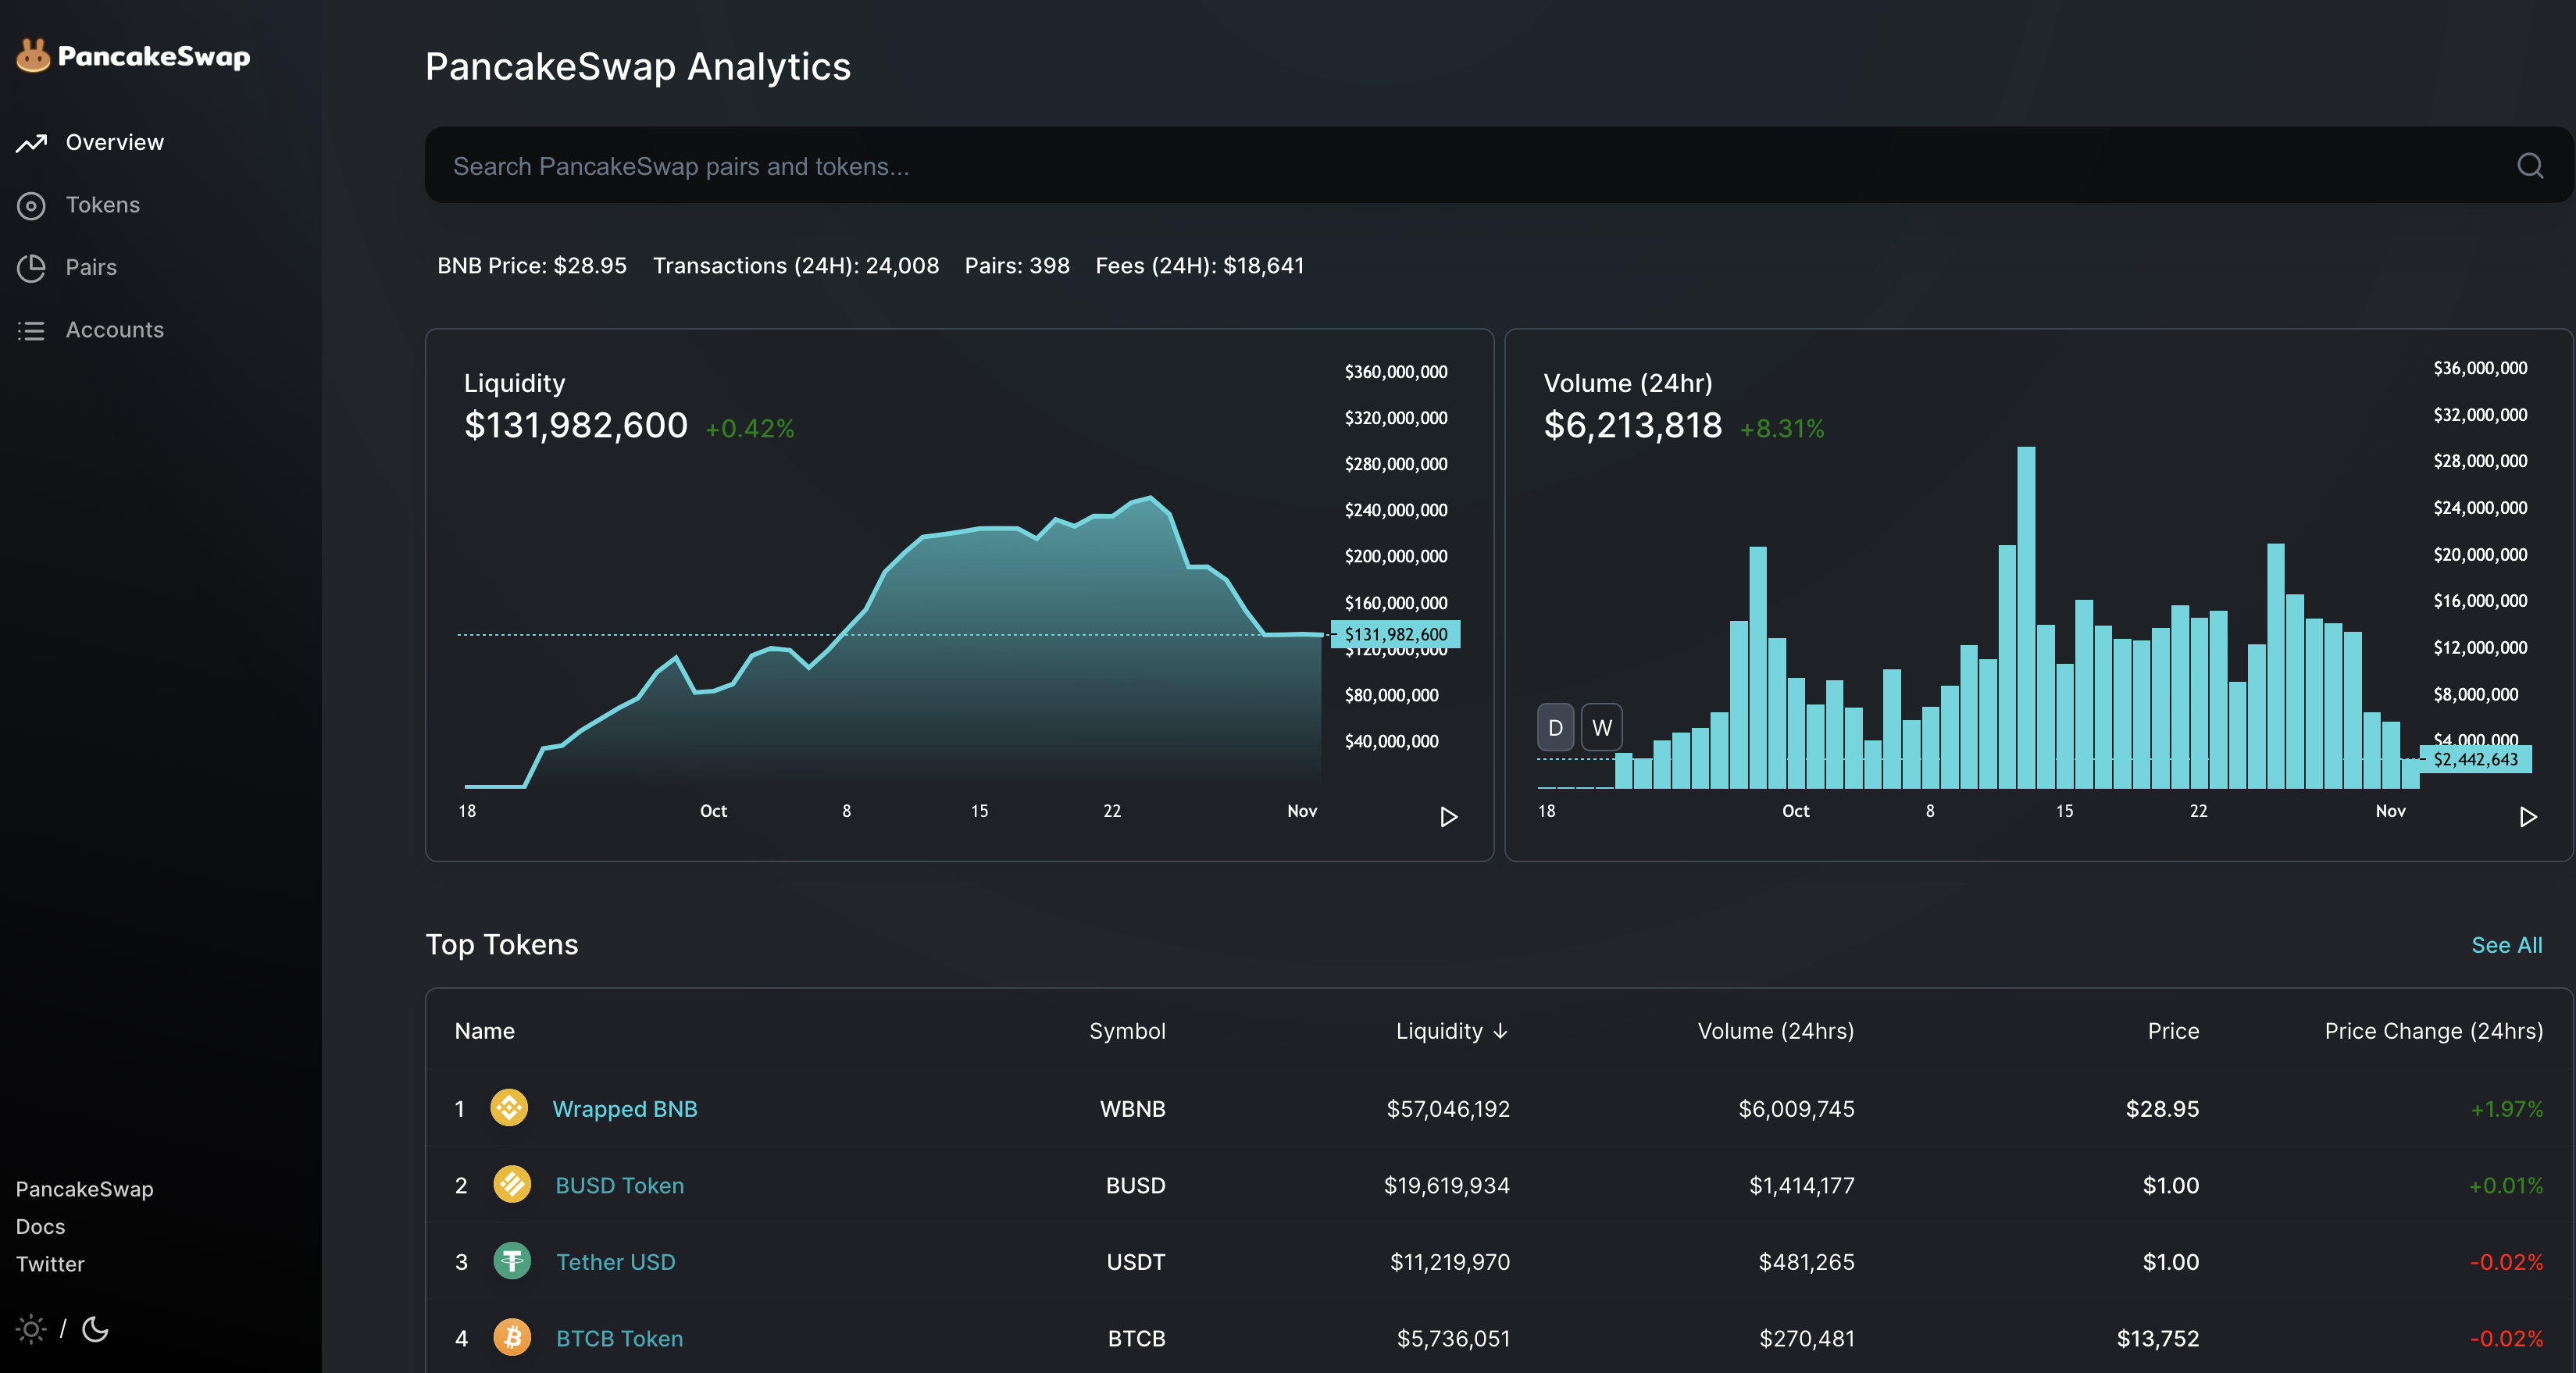 PancakeSwap
Overview
Tokens
Pairs
Accounts
PancakeSwap
Docs
Twitter
/
PancakeSwap Analytics
Search PancakeSwap pairs and tokens...
BNB Price: $28.95 Transactions (24H): 24,008 Pairs: 398 Fees (24H): $18,641
Liquidity
$131,982,600 +0.42%
$360,000,000
$320,000,000
$280,000,000
$240,000,000
$200,000,000
$160,000,000
$131,982,600
$120,000,000
$80,000,000
$40,000,000
18 Oct 8 15 22 Nov
Volume (24hr)
$6,213,818 +8.31%
D W
$36,000,000
$32,000,000
$28,000,000
$24,000,000
$20,000,000
$16,000,000
$12,000,000
$8,000,000
$4,000,000
$2,442,643
18 Oct 8 15 22 Nov
Top Tokens See All
Name Symbol Liquidity ↓ Volume (24hrs) Price Price Change (24hrs)
1 Wrapped BNB WBNB $57,046,192 $6,009,745 $28.95 +1.97%
2 BUSD Token BUSD $19,619,934 $1,414,177 $1.00 +0.01%
3 Tether USD USDT $11,219,970 $481,265 $1.00 -0.02%
4 BTCB Token BTCB $5,736,051 $270,481 $13,752 -0.02%